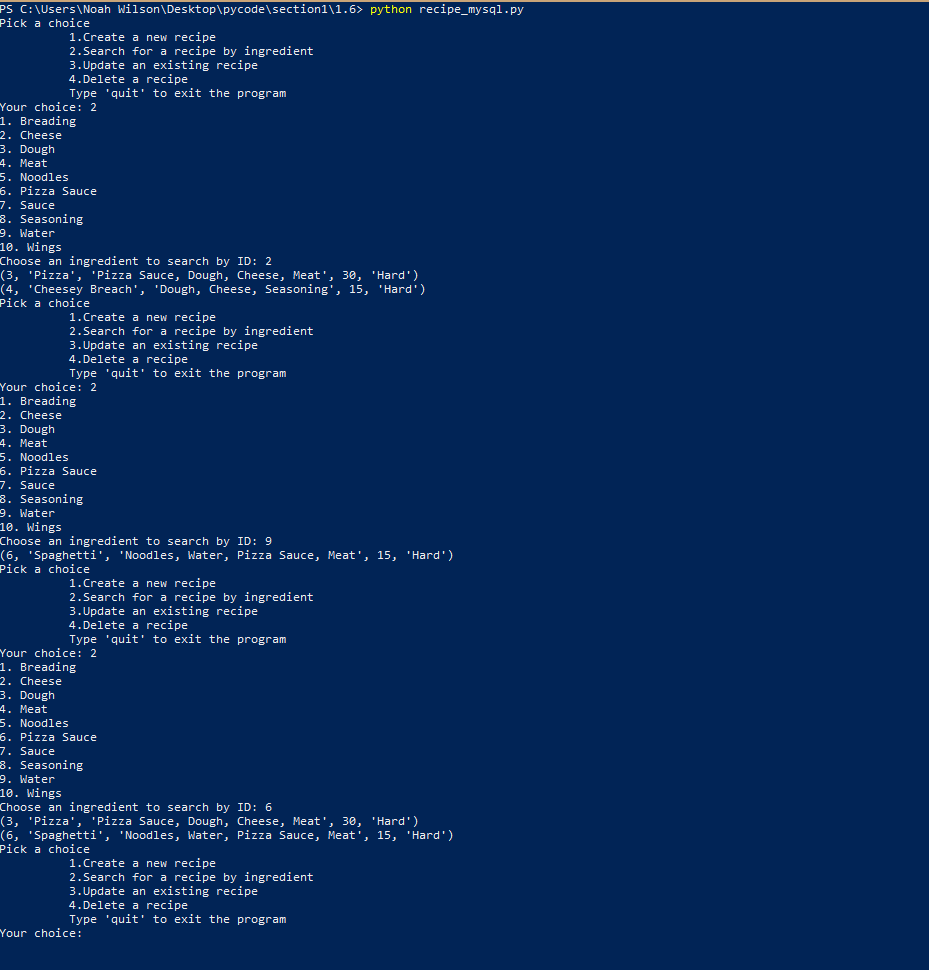 PS C:\Users\Noah Wilson\Desktop\pycode\section1\1.6> python recipe_mysql.py
Pick a choice
1.Create a new recipe
2.Search for a recipe by ingredient
3.Update an existing recipe
4.Delete a recipe
Type 'quit' to exit the program
Your choice: 2
1. Breading
2. Cheese
3. Dough
4. Meat
5. Noodles
6. Pizza Sauce
7. Sauce
8. Seasoning
9. Water
10. Wings
Choose an ingredient to search by ID: 2
(3, 'Pizza', 'Pizza Sauce, Dough, Cheese, Meat', 30, 'Hard')
(4, 'Cheesey Breach', 'Dough, Cheese, Seasoning', 15, 'Hard')
Pick a choice
1.Create a new recipe
2.Search for a recipe by ingredient
3.Update an existing recipe
4.Delete a recipe
Type 'quit' to exit the program
Your choice: 2
1. Breading
2. Cheese
3. Dough
4. Meat
5. Noodles
6. Pizza Sauce
7. Sauce
8. Seasoning
9. Water
10. Wings
Choose an ingredient to search by ID: 9
(6, 'Spaghetti', 'Noodles, Water, Pizza Sauce, Meat', 15, 'Hard')
Pick a choice
1.Create a new recipe
2.Search for a recipe by ingredient
3.Update an existing recipe
4.Delete a recipe
Type 'quit' to exit the program
Your choice: 2
1. Breading
2. Cheese
3. Dough
4. Meat
5. Noodles
6. Pizza Sauce
7. Sauce
8. Seasoning
9. Water
10. Wings
Choose an ingredient to search by ID: 6
(3, 'Pizza', 'Pizza Sauce, Dough, Cheese, Meat', 30, 'Hard')
(6, 'Spaghetti', 'Noodles, Water, Pizza Sauce, Meat', 15, 'Hard')
Pick a choice
1.Create a new recipe
2.Search for a recipe by ingredient
3.Update an existing recipe
4.Delete a recipe
Type 'quit' to exit the program
Your choice: